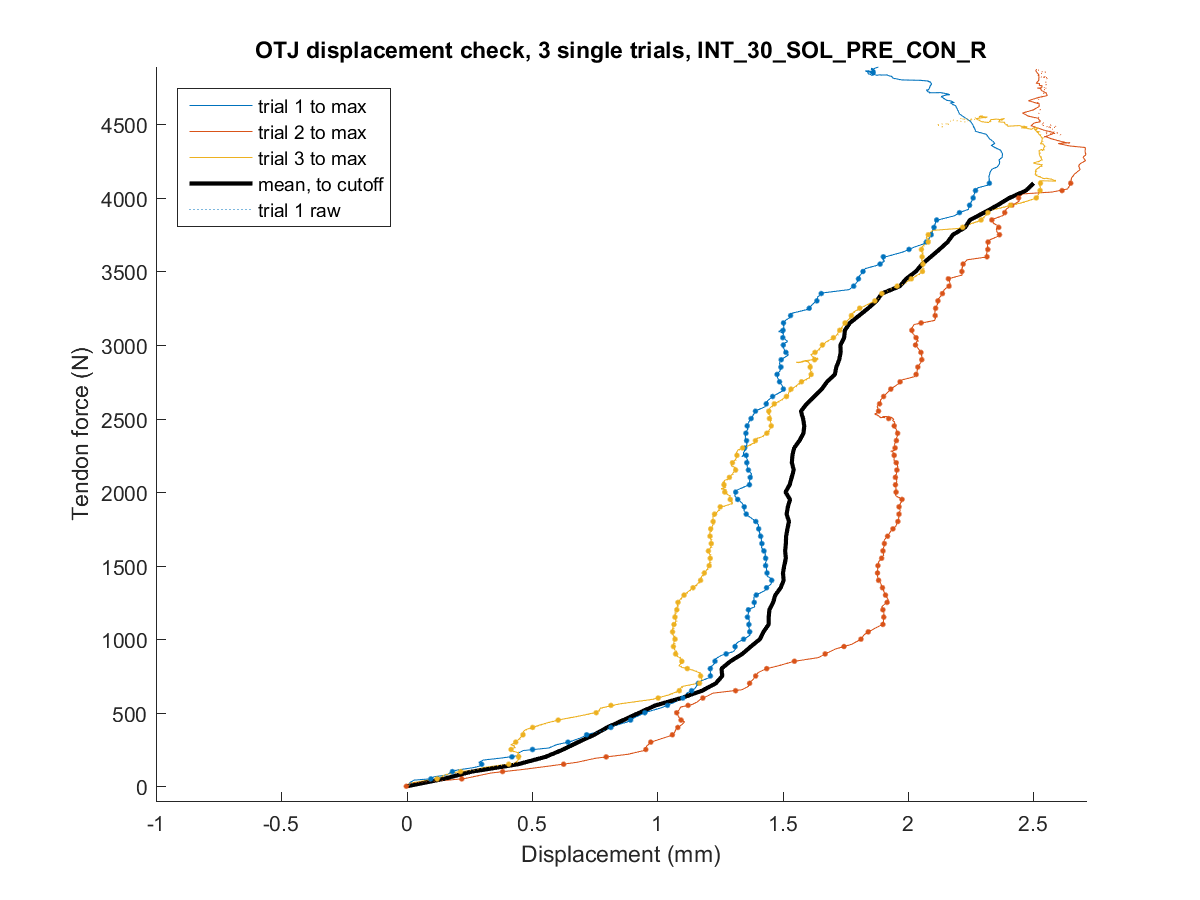 OTJ displacement check, 3 single trials, INT_30_SOL_PRE_CON_R
trial 1 to max
trial 2 to max
trial 3 to max
mean, to cutoff
trial 1 raw
4500
4000
3500
3000
2500
2000
1500
1000
500
0
Tendon force (N)
-1
-0.5
0
0.5
1
1.5
2
2.5
Displacement (mm)